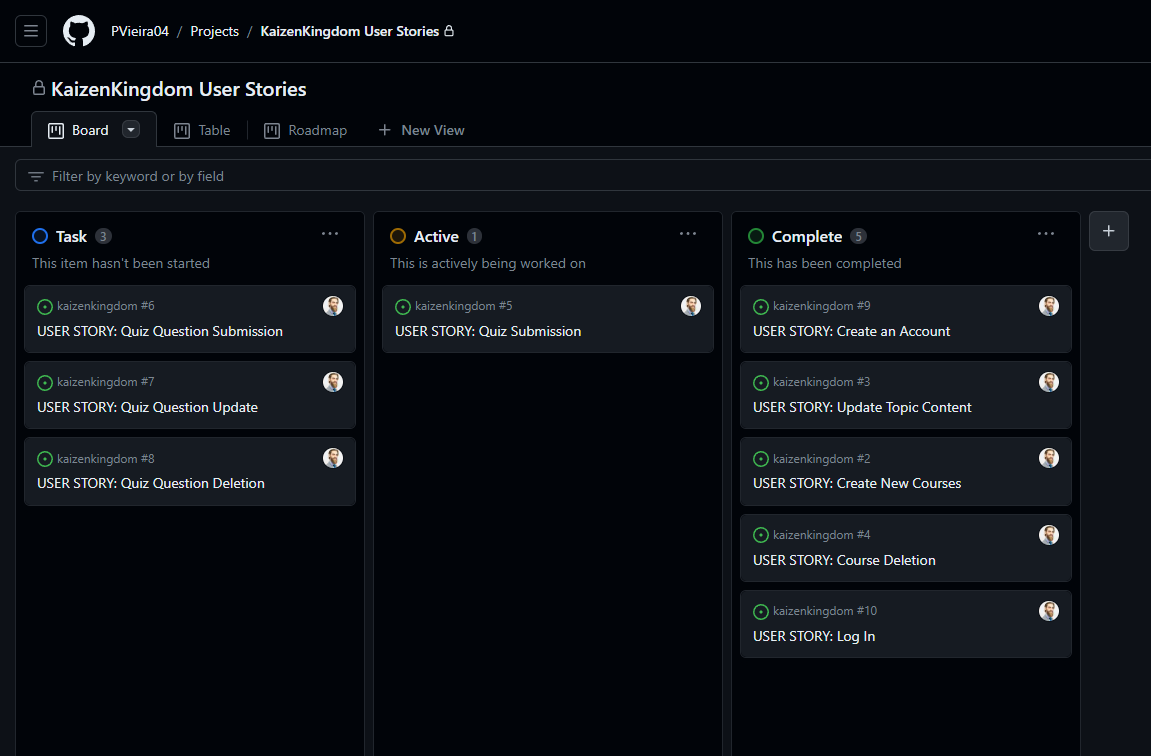 PVieira04 / Projects / KaizenKingdom User Stories
KaizenKingdom User Stories
Board
Table
Roadmap
+ New View
Filter by keyword or by field
Task 3
This item hasn't been started
kaizenkingdom #6
USER STORY: Quiz Question Submission
kaizenkingdom #7
USER STORY: Quiz Question Update
kaizenkingdom #8
USER STORY: Quiz Question Deletion
Active 1
This is actively being worked on
kaizenkingdom #5
USER STORY: Quiz Submission
Complete 5
This has been completed
kaizenkingdom #9
USER STORY: Create an Account
kaizenkingdom #3
USER STORY: Update Topic Content
kaizenkingdom #2
USER STORY: Create New Courses
kaizenkingdom #4
USER STORY: Course Deletion
kaizenkingdom #10
USER STORY: Log In